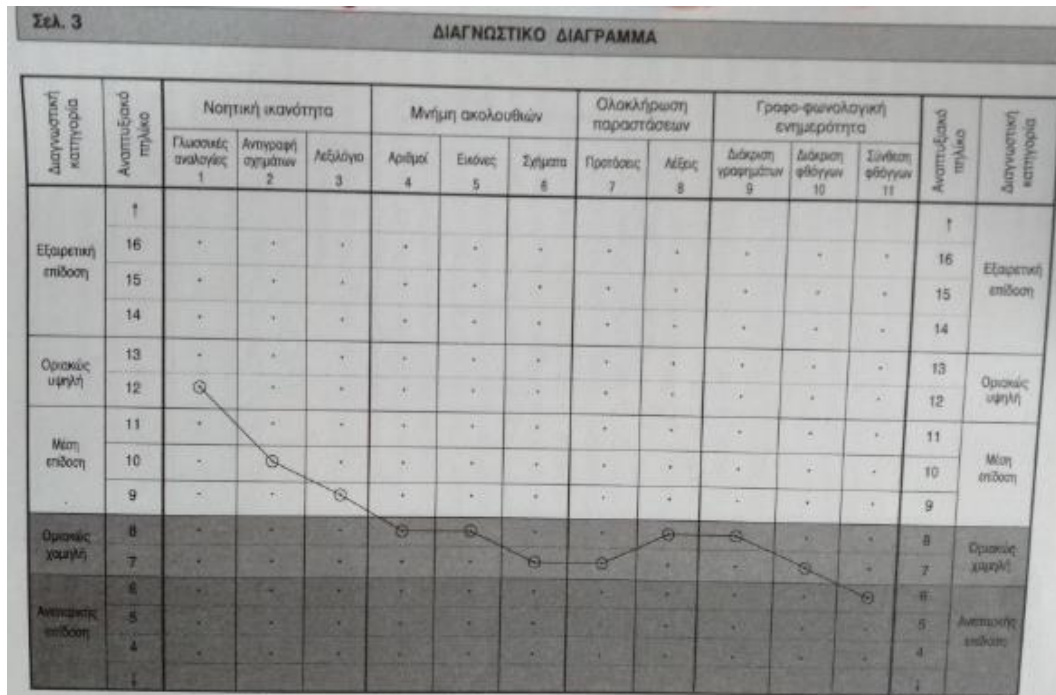 Σελ. 3
ΔΙΑΓΝΩΣΤΙΚΟ ΔΙΑΓΡΑΜΜΑ
Διαγνωστική κατηγορία
Αναπτυξιακό πηλίκο
Νοητική ικανότητα
Μνήμη ακολουθιών
Ολοκλήρωση παραστάσεων
Γραφο-φωνολογική ενημερότητα
Αναπτυξιακό πηλίκο
Διαγνωστική κατηγορία
Γλωσσικές αναλογίες 1
Αντιγραφή σχημάτων 2
Λεξιλόγιο 3
Αριθμοί 4
Εικόνες 5
Σχήματα 6
Προτάσεις 7
Λέξεις 8
Διάκριση γραφημάτων 9
Διάκριση φθόγγων 10
Σύνθεση φθόγγων 11
↑ ↑
Εξαιρετική επίδοση 16 16 Εξαιρετική επίδοση
15 15
14 14
Οριακώς υψηλή 13 13 Οριακώς υψηλή
12 12
Μέση επίδοση 11 11 Μέση επίδοση
10 10
9 9
Οριακώς χαμηλή 8 8 Οριακώς χαμηλή
7 7
Ανεπαρκής επίδοση 6 6 Ανεπαρκής επίδοση
5 5
4 4
↓ ↓